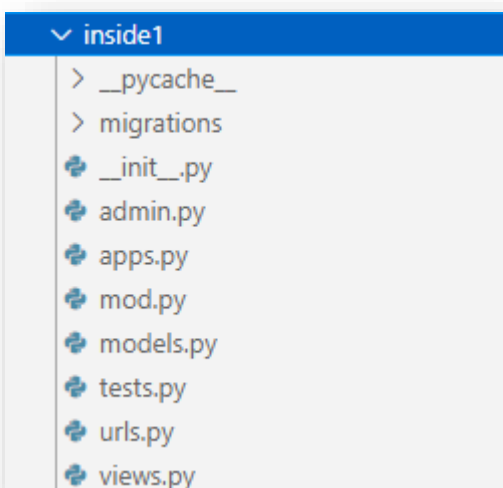 inside1
__pycache__
migrations
__init__.py
admin.py
apps.py
mod.py
models.py
tests.py
urls.py
views.py